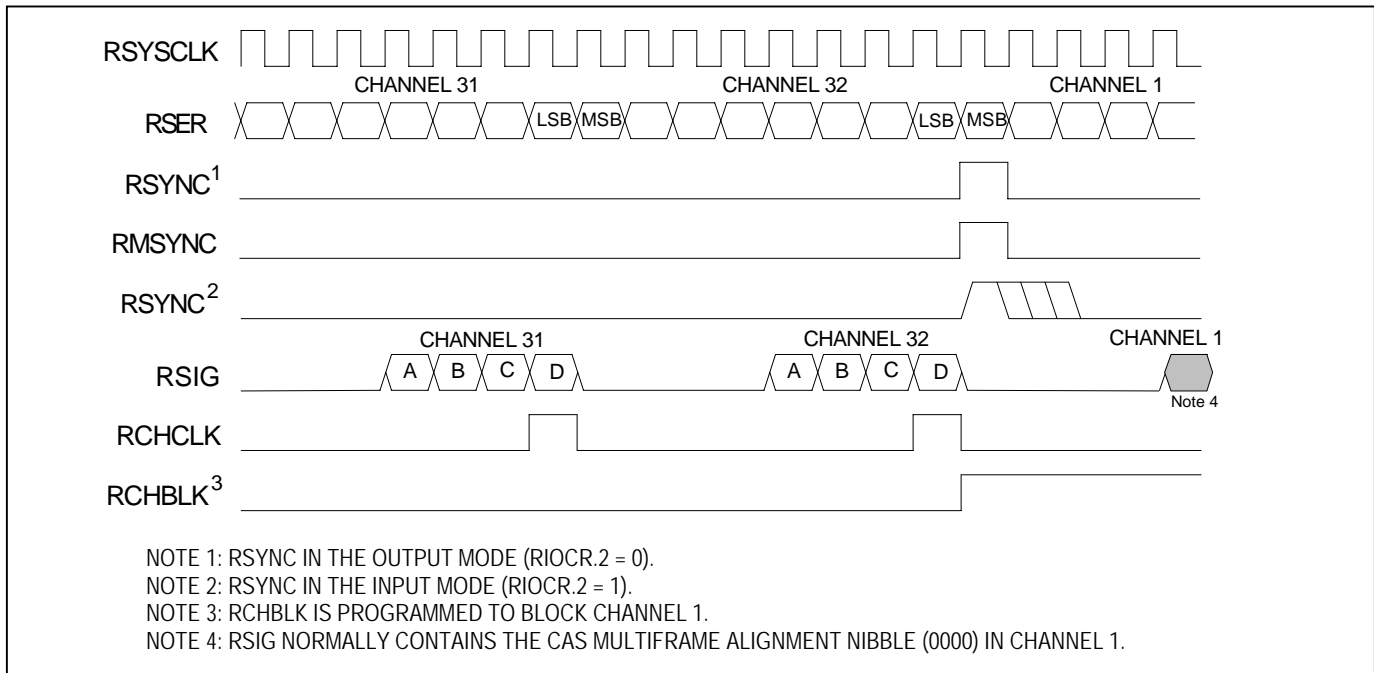 RSYSCLK
CHANNEL 31 CHANNEL 32 CHANNEL 1
RSER LSB MSB LSB MSB
RSYNC¹
RMSYNC
RSYNC²
CHANNEL 31 CHANNEL 32 CHANNEL 1
RSIG A B C D A B C D
Note 4
RCHCLK
RCHBLK³
NOTE 1: RSYNC IN THE OUTPUT MODE (RIOCR.2 = 0).
NOTE 2: RSYNC IN THE INPUT MODE (RIOCR.2 = 1).
NOTE 3: RCHBLK IS PROGRAMMED TO BLOCK CHANNEL 1.
NOTE 4: RSIG NORMALLY CONTAINS THE CAS MULTIFRAME ALIGNMENT NIBBLE (0000) IN CHANNEL 1.